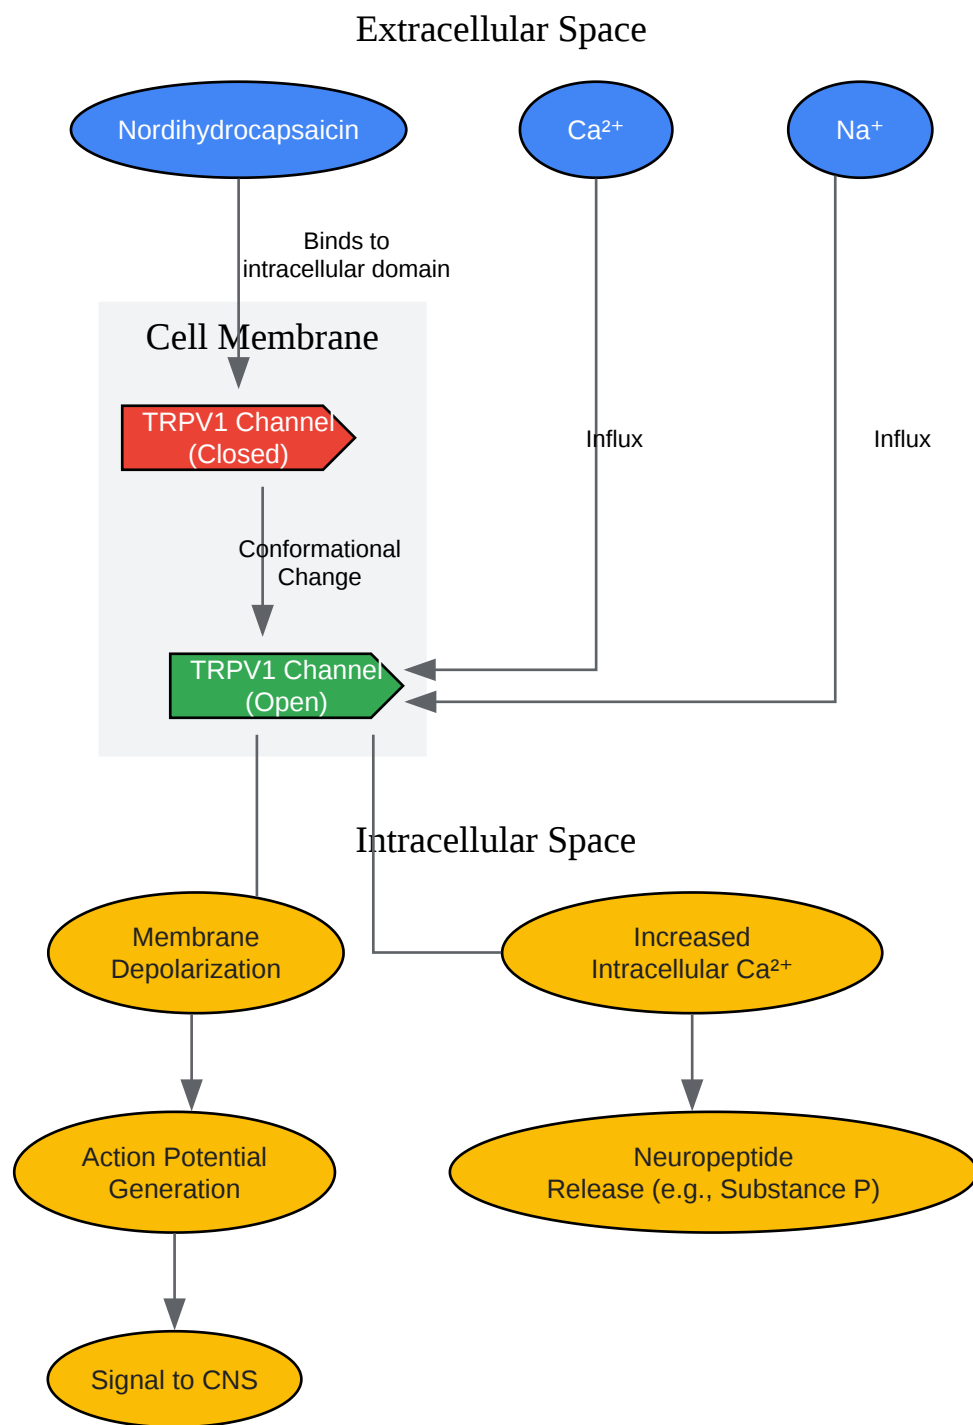 Extracellular Space
Nordihydrocapsaicin
Ca²⁺
Na⁺
Binds to
intracellular domain
Cell Membrane
TRPV1 Channel
(Closed)
Influx
Influx
Conformational
Change
TRPV1 Channel
(Open)
Intracellular Space
Membrane
Depolarization
Increased
Intracellular Ca²⁺
Action Potential
Generation
Neuropeptide
Release (e.g., Substance P)
Signal to CNS